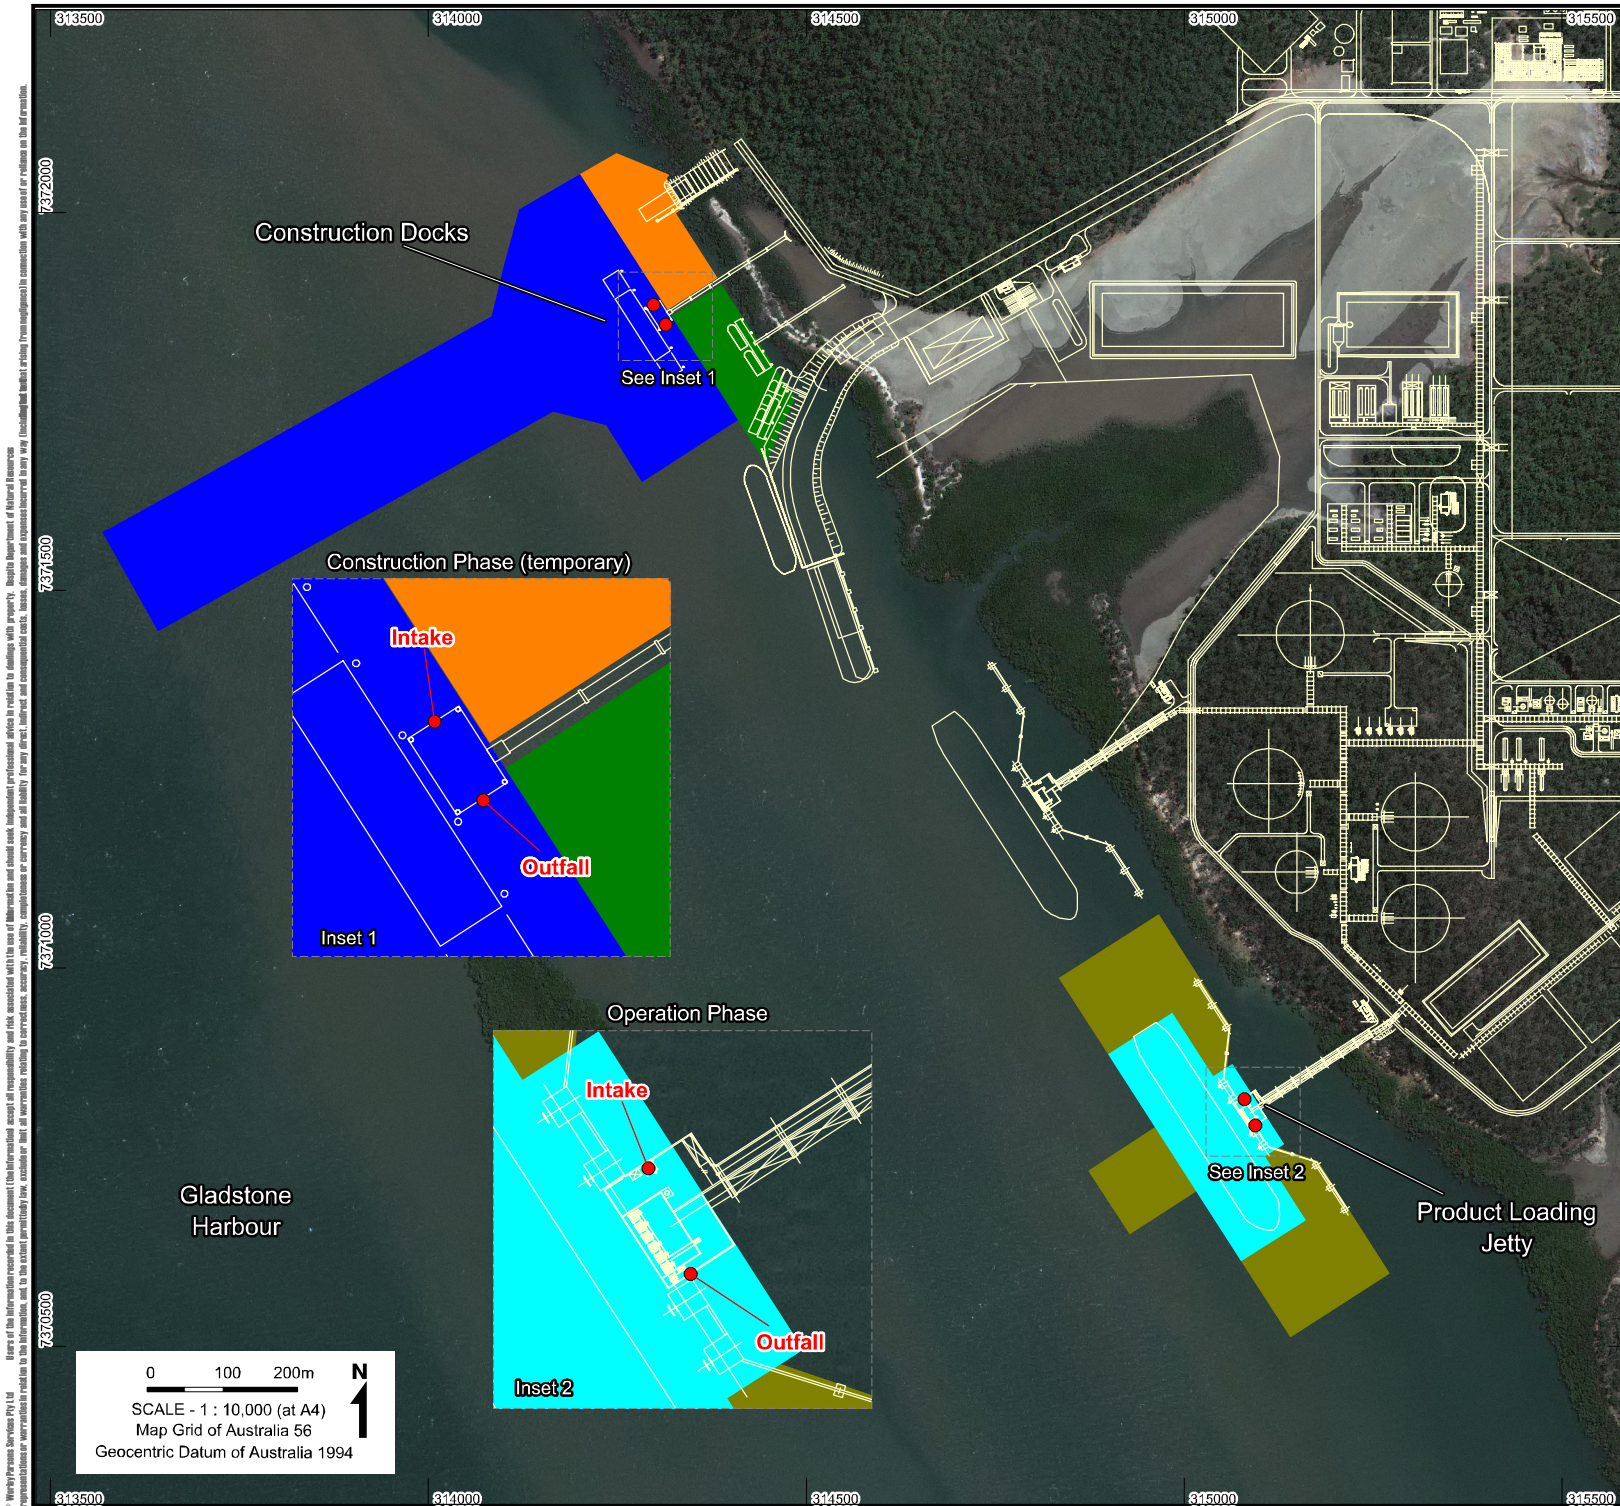 313500
314000
314500
315000
315500
7372000
Construction Docks
See Inset 1
7371500
Construction Phase (temporary)
Intake
Outfall
Inset 1
7371000
Operation Phase
Intake
Outfall
Inset 2
See Inset 2
Product Loading
Jetty
Gladstone
Harbour
7370500
0 100 200m
N
SCALE - 1 : 10,000 (at A4)
Map Grid of Australia 56
Geocentric Datum of Australia 1994
313500
314000
314500
315000
315500